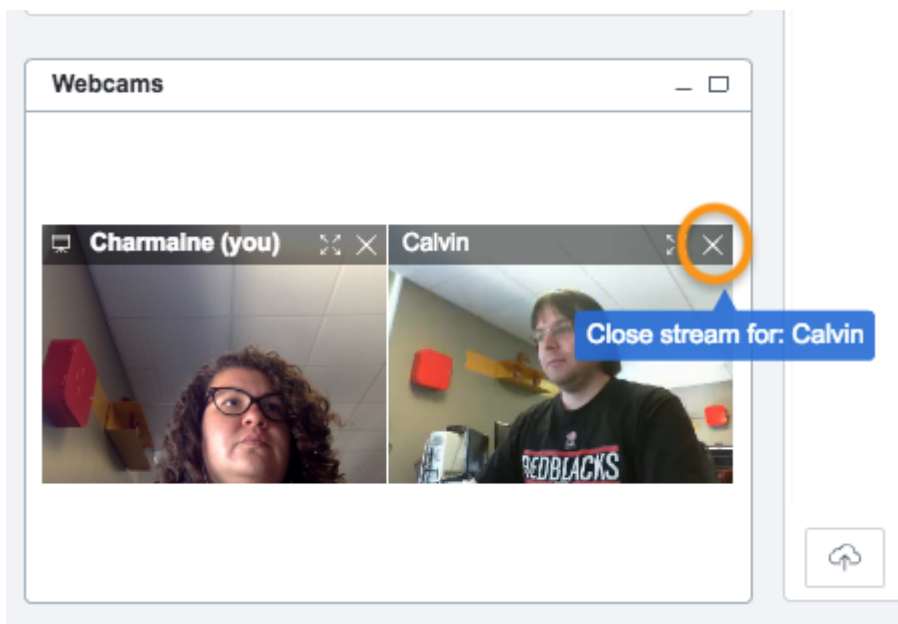 Webcams
Charmaine (you)
Calvin
Close stream for: Calvin
REDBLACKS